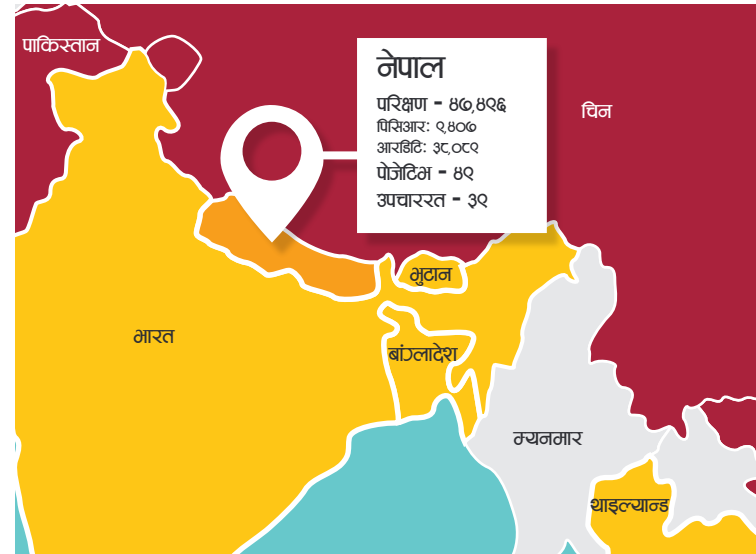 पाकिस्तान
नेपाल
परिक्षण - ४७,४९६
पिसिआर: ९,४०७
आरडिटि: ३८,०८९
पोजेटिभ - ४९
उपचाररत - ३९
चिन
भुटान
भारत
बांग्लादेश
म्यनमार
थाइल्यान्ड